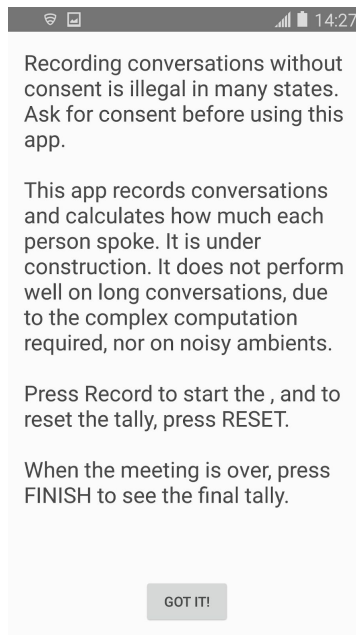 14:27
Recording conversations without
consent is illegal in many states.
Ask for consent before using this
app.
This app records conversations
and calculates how much each
person spoke. It is under
construction. It does not perform
well on long conversations, due
to the complex computation
required, nor on noisy ambients.
Press Record to start the , and to
reset the tally, press RESET.
When the meeting is over, press
FINISH to see the final tally.
GOT IT!